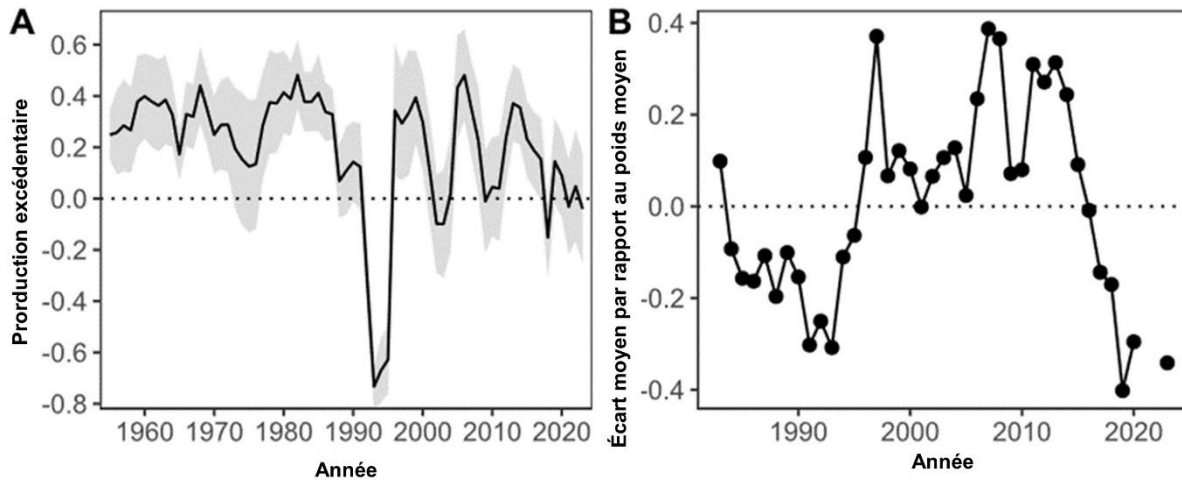 A
Prorduction excédentaire
0.6
0.4
0.2
0.0
-0.2
-0.4
-0.6
-0.8
1960 1970 1980 1990 2000 2010 2020
Année
B
Écart moyen par rapport au poids moyen
0.4
0.2
0.0
-0.2
-0.4
1990 2000 2010 2020
Année